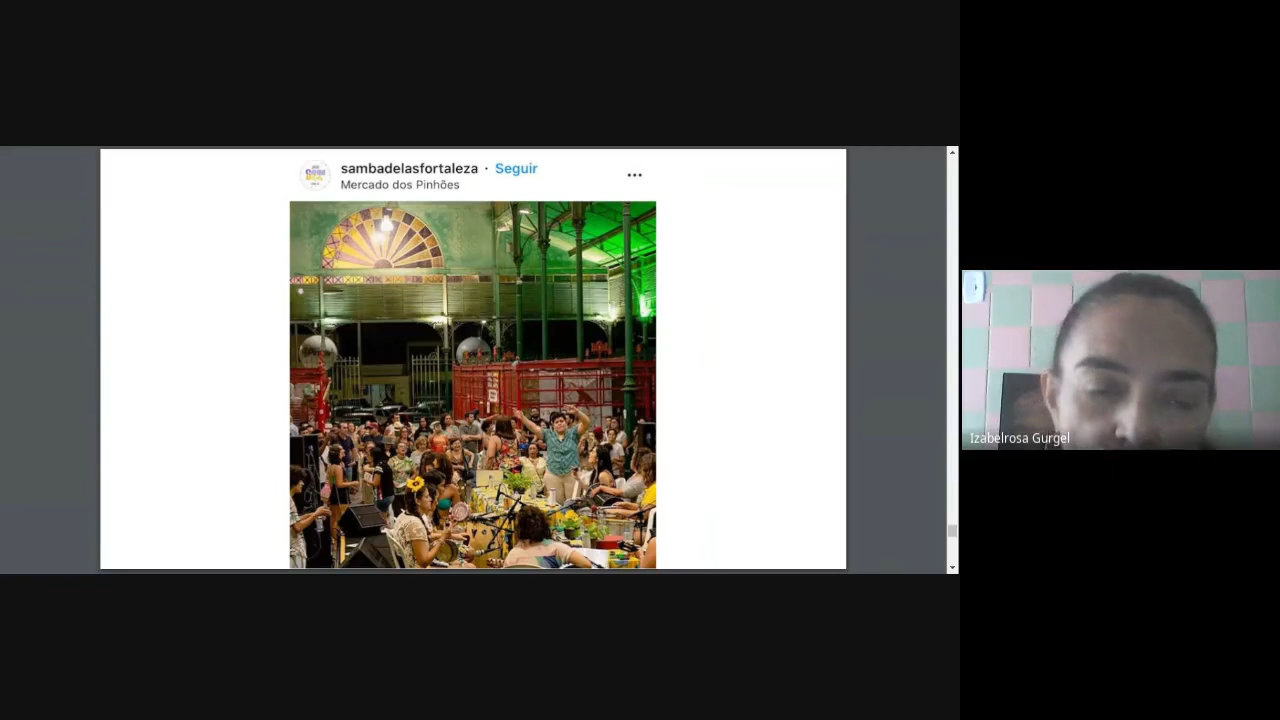 sambadelasfortaleza · Seguir
Mercado dos Pinhões
Izabelrosa Gurgel